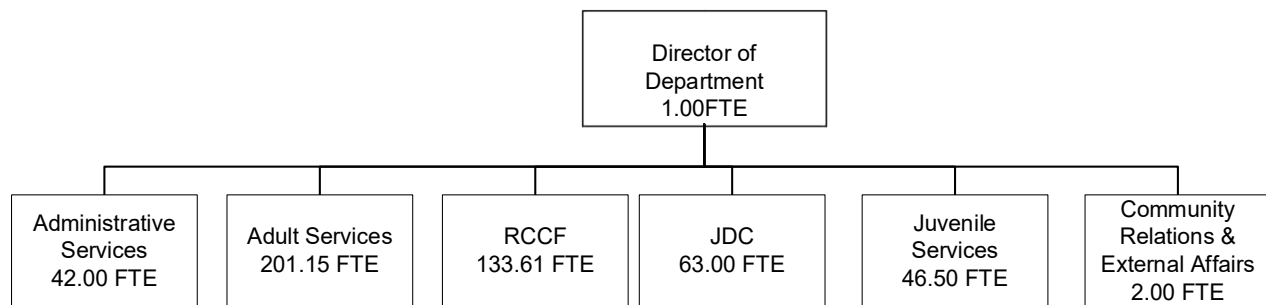 Director of
Department
1.00FTE
Administrative
Services
42.00 FTE
Adult Services
201.15 FTE
RCCF
133.61 FTE
JDC
63.00 FTE
Juvenile
Services
46.50 FTE
Community
Relations &
External Affairs
2.00 FTE